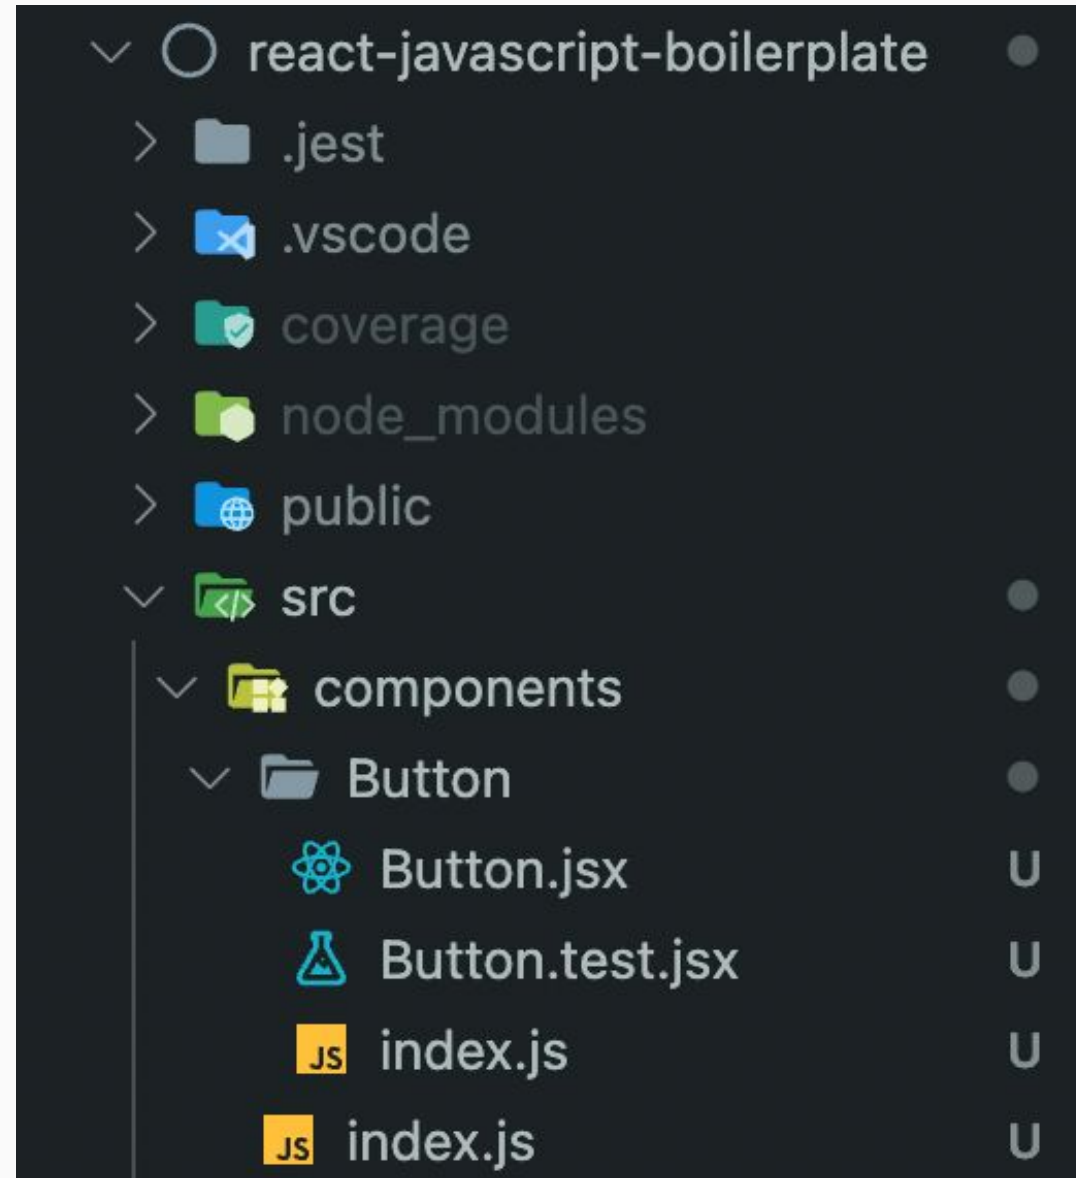 react-javascript-boilerplate
.jest
.vscode
coverage
node_modules
public
src
components
Button
Button.jsx U
Button.test.jsx U
JS index.js U
JS index.js U